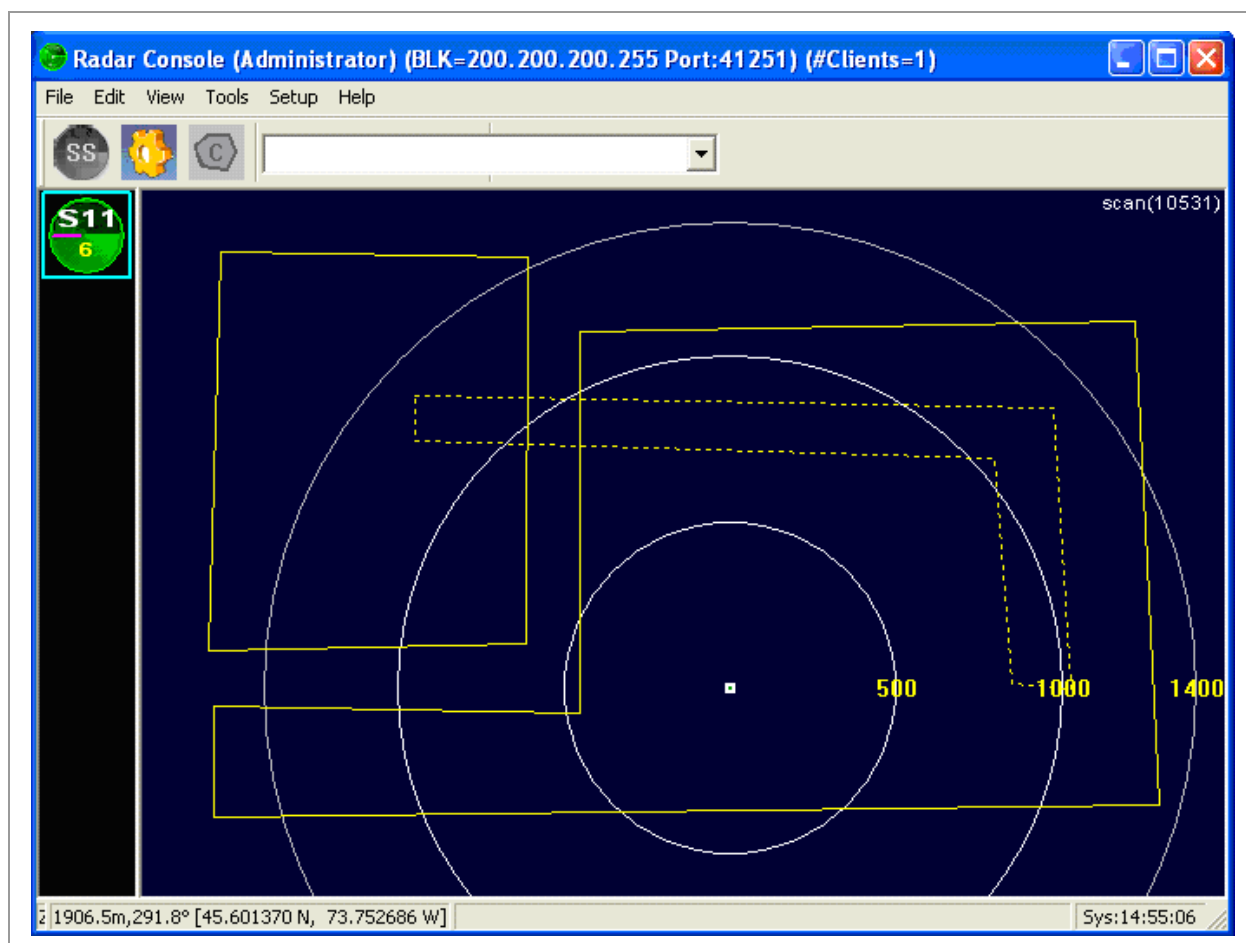 Radar Console (Administrator) (BLK=200.200.200.255 Port:41251) (#Clients=1)
File Edit View Tools Setup Help
SS C
scan(10531)
S11
6
500 1000 1400
1906.5m,291.8° [45.601370 N, 73.752686 W] Sys:14:55:06